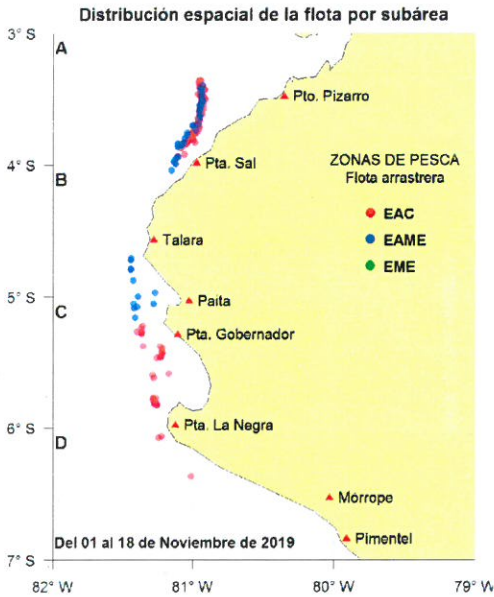 Distribución espacial de la flota por subárea
3° S
A
Pto. Pizarro
4° S
Pta. Sal
B
ZONAS DE PESCA
Flota arrastrera
EAC
EAME
EME
Talara
5° S
Paita
C
Pta. Gobernador
6° S
Pta. La Negra
D
Mórrope
Pimentel
Del 01 al 18 de Noviembre de 2019
7° S
82° W
81° W
80° W
79° W